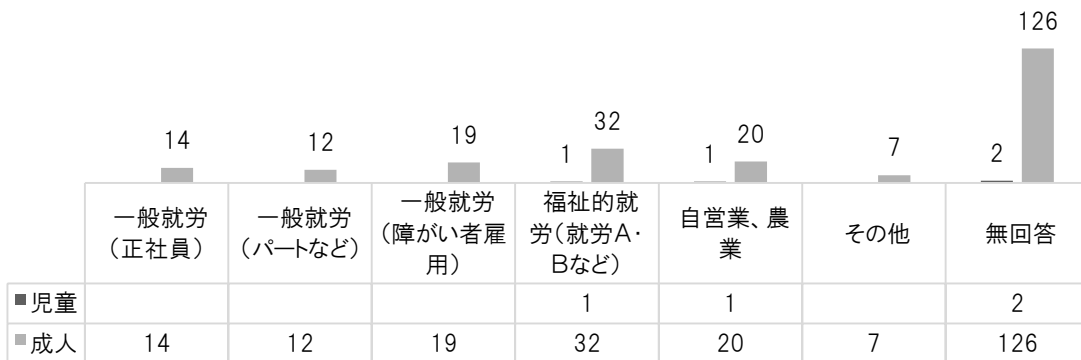 126
14
12
19
1
32
1
20
7
2
一般就労
（正社員）
一般就労
（パートなど）
一般就労
（障がい者雇
用）
福祉的就
労（就労A・
Bなど）
自営業、農
業
その他
無回答
児童 1 1 2
成人 14 12 19 32 20 7 126